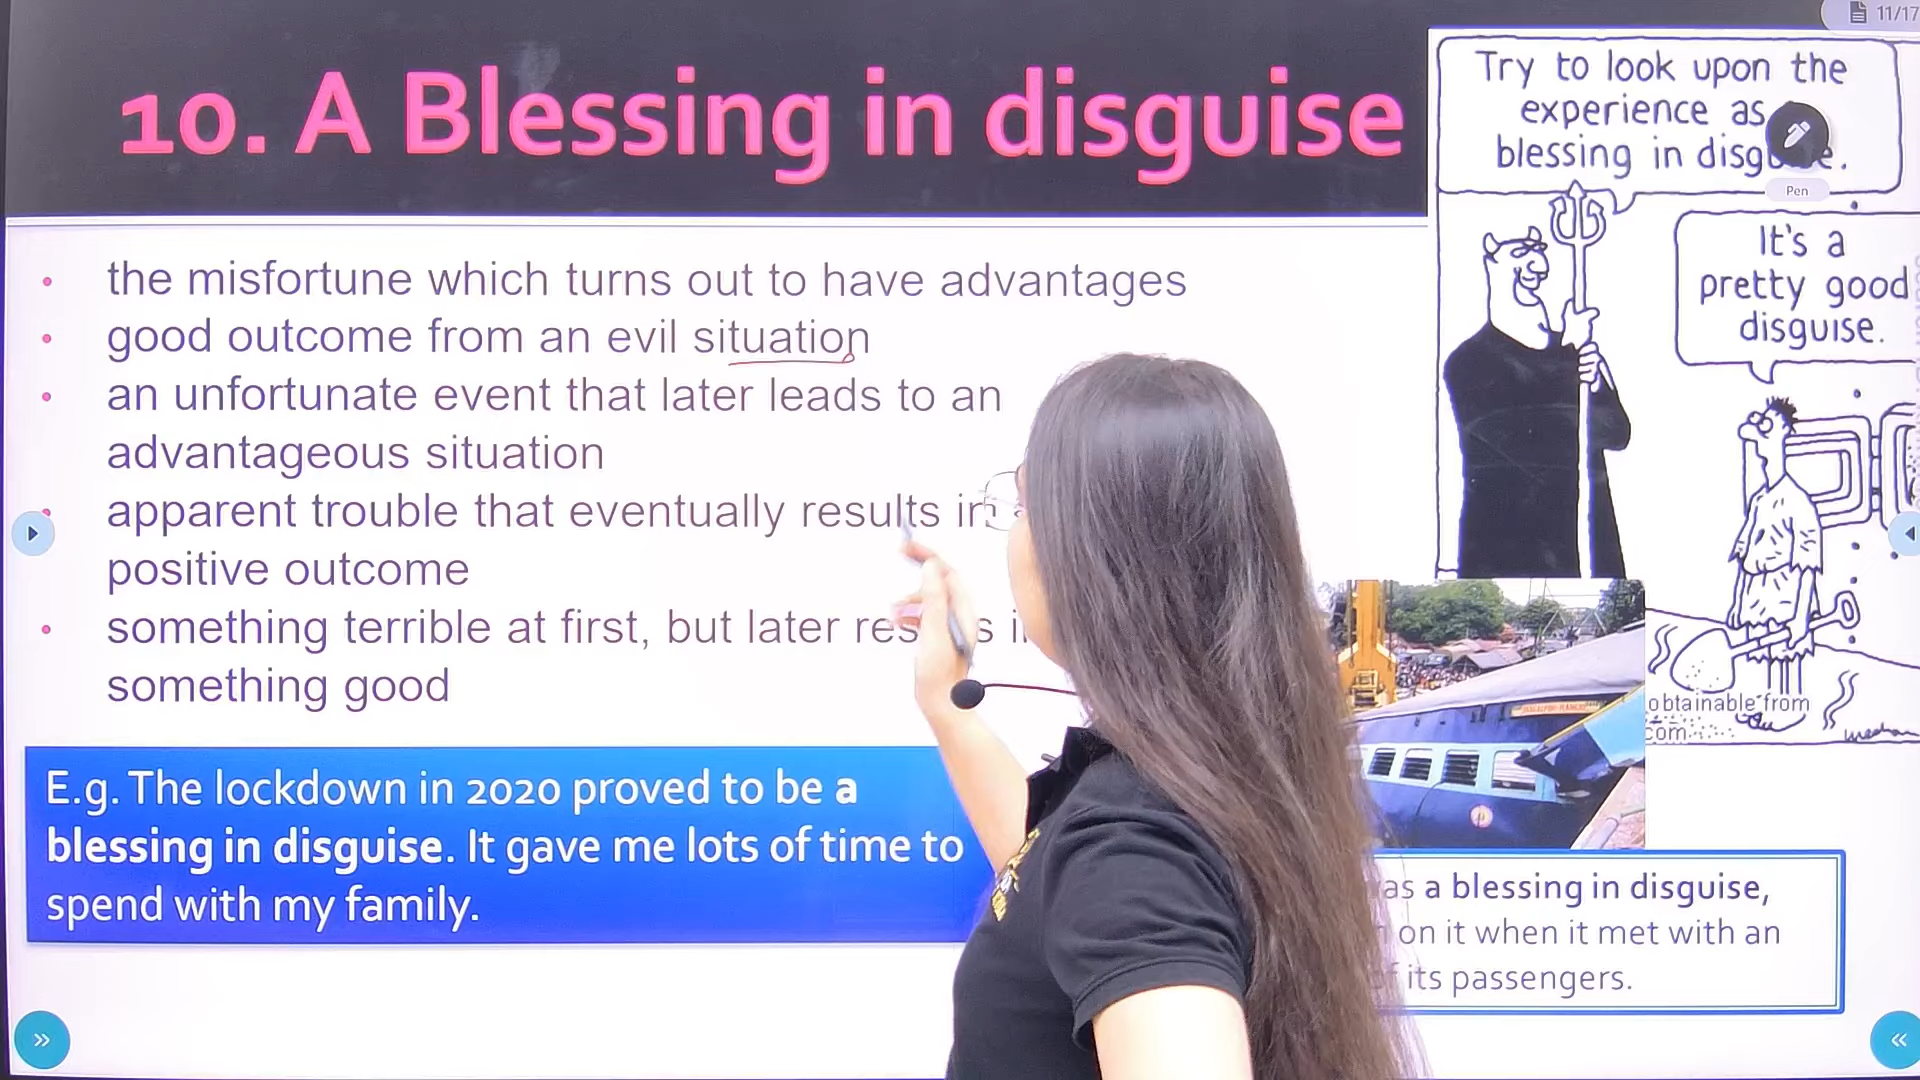 11/17
10. A Blessing in disguise
Try to look upon the
experience as
blessing in
Pen
It's a
pretty good
disguise.
• the misfortune which turns out to have advantages
• good outcome from an evil situation
• an unfortunate event that later leads to an
advantageous situation
• apparent trouble that eventually results in
positive outcome
• something terrible at first, but later
something good
obtainable from
com
E.g. The lockdown in 2020 proved to be a
blessing in disguise. It gave me lots of time to
spend with my family.
as a blessing in disguise,
on it when it met with an
its passengers.